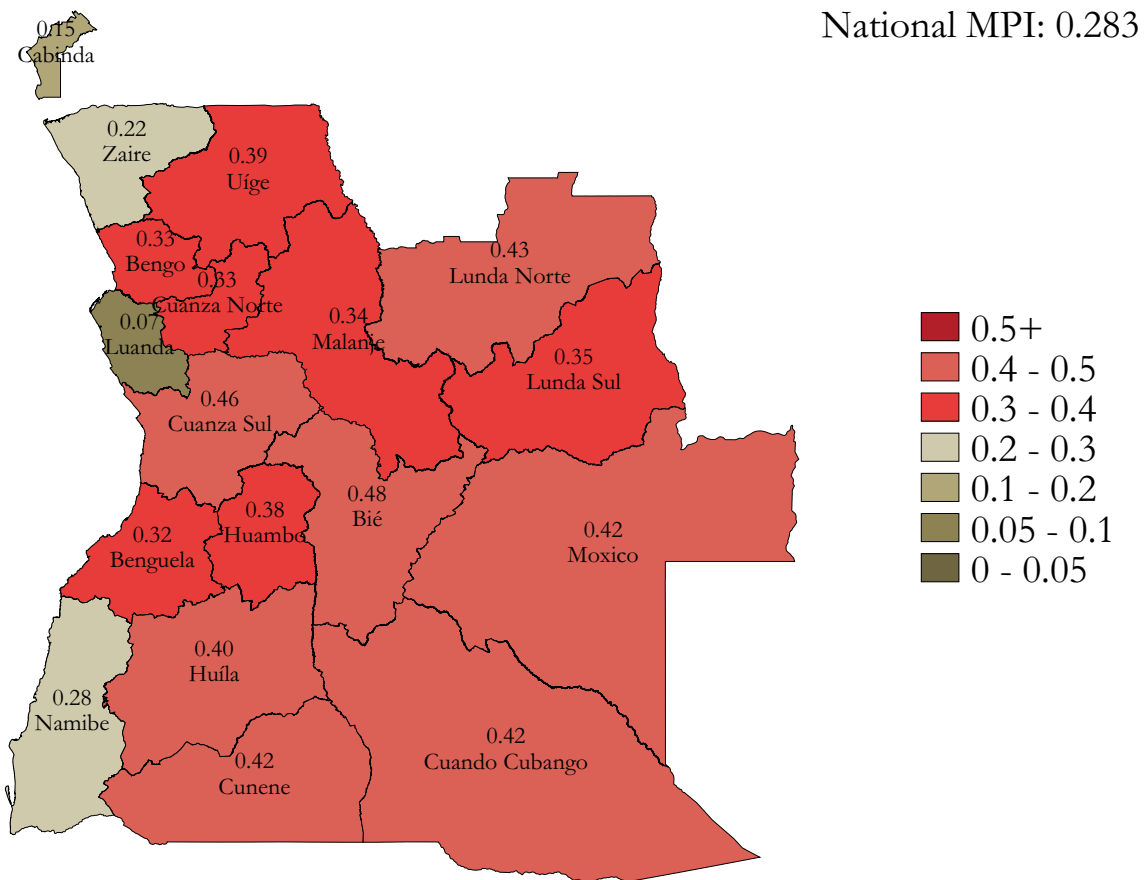 National MPI: 0.283
0.15
Cabinda
0.22
Zaire
0.39
Uíge
0.33
Bengo
0.33
Cuanza Norte
0.43
Lunda Norte
0.07
Luanda
0.34
Malanje
0.35
Lunda Sul
0.46
Cuanza Sul
0.48
Bié
0.38
Huambo
0.32
Benguela
0.42
Moxico
0.40
Huíla
0.28
Namibe
0.42
Cunene
0.42
Cuando Cubango
0.5+
0.4 - 0.5
0.3 - 0.4
0.2 - 0.3
0.1 - 0.2
0.05 - 0.1
0 - 0.05